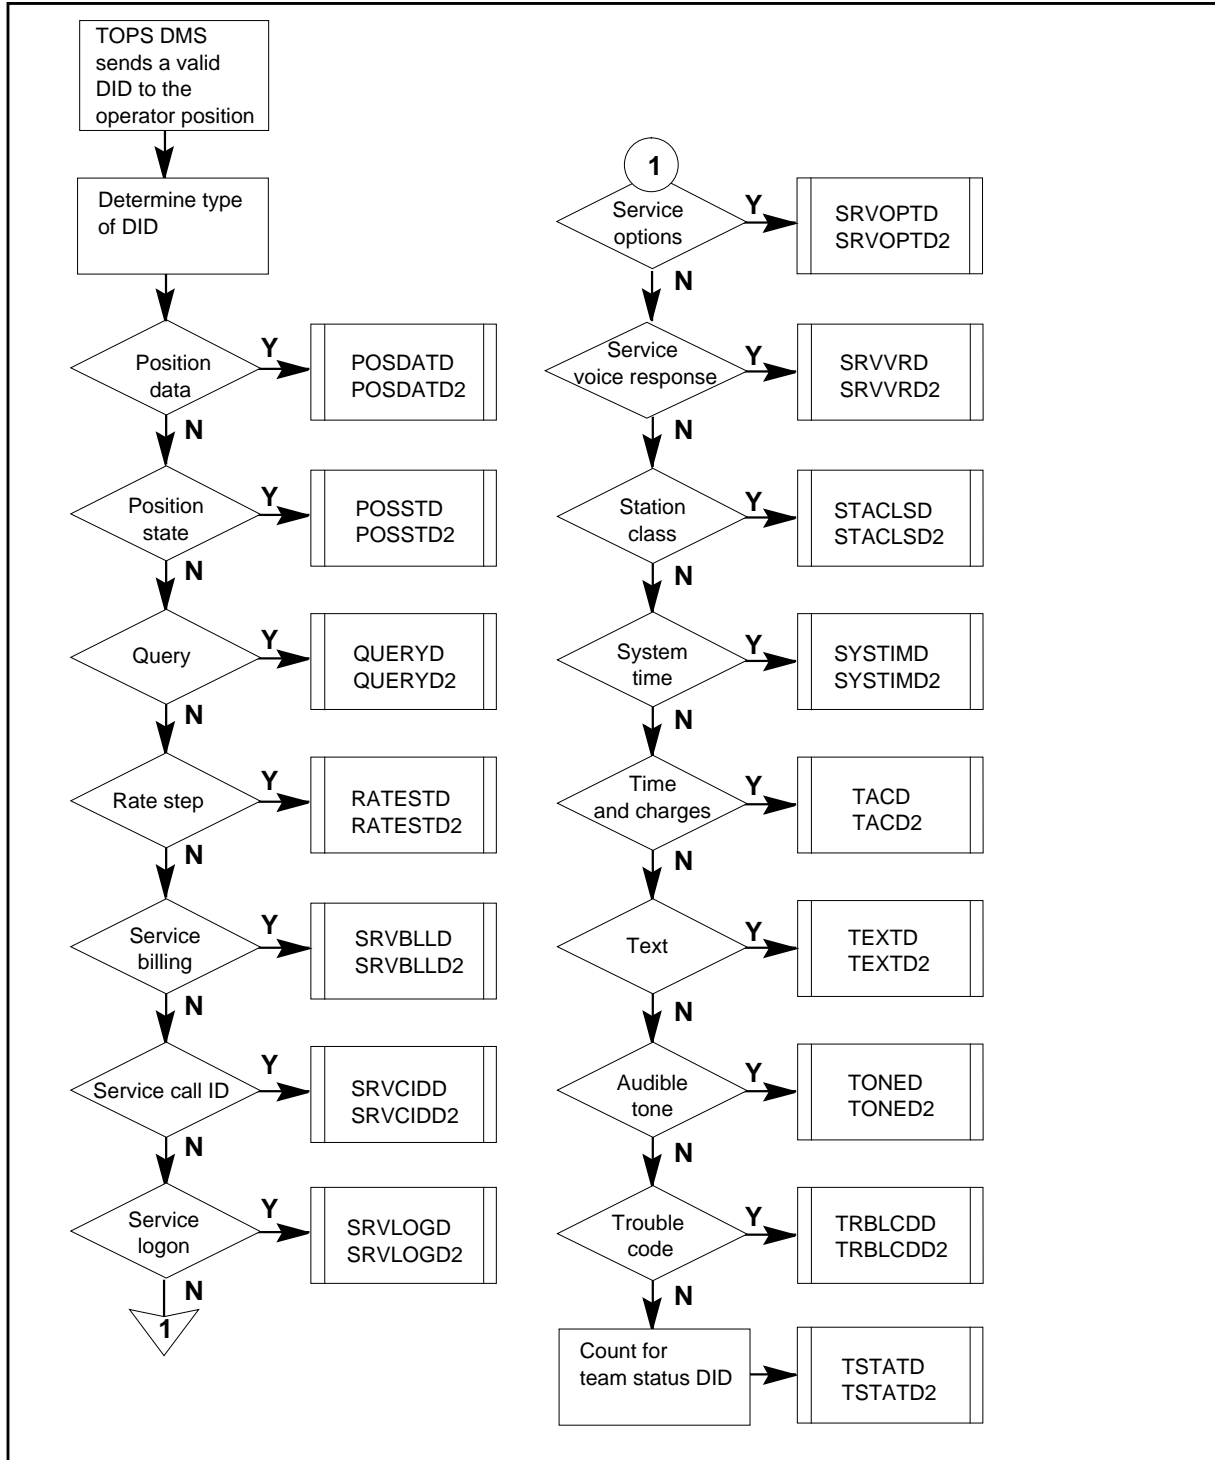 TOPS DMS
sends a valid
DID to the
operator position
Determine type
of DID
Position
data
Y
POSDATD
POSDATD2
N
Position
state
Y
POSSTD
POSSTD2
N
Query
Y
QUERYD
QUERYD2
N
Rate step
Y
RATESTD
RATESTD2
N
Service
billing
Y
SRVBLLD
SRVBLLD2
N
Service call ID
Y
SRVCIDD
SRVCIDD2
N
Service
logon
Y
SRVLOGD
SRVLOGD2
N
1
1
Service
options
Y
SRVOPTD
SRVOPTD2
N
Service
voice response
Y
SRVVRD
SRVVRD2
N
Station
class
Y
STACLSD
STACLSD2
N
System
time
Y
SYSTIMD
SYSTIMD2
N
Time
and charges
Y
TACD
TACD2
N
Text
Y
TEXTD
TEXTD2
N
Audible
tone
Y
TONED
TONED2
N
Trouble
code
Y
TRBLCDD
TRBLCDD2
N
Count for
team status DID
TSTATD
TSTATD2